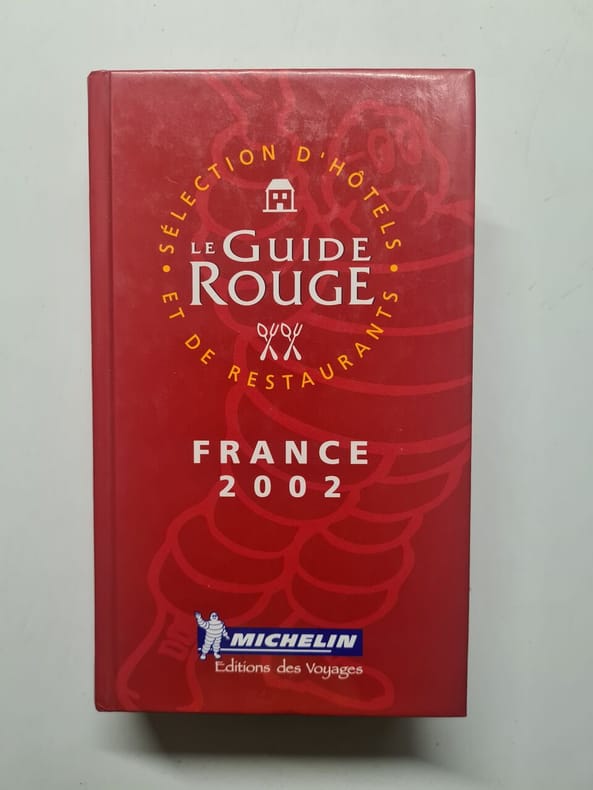 SÉLECTION D'HÔTELS
LE GUIDE
ROUGE
ET DE RESTAURANTS
FRANCE
2002
MICHELIN
Editions des Voyages